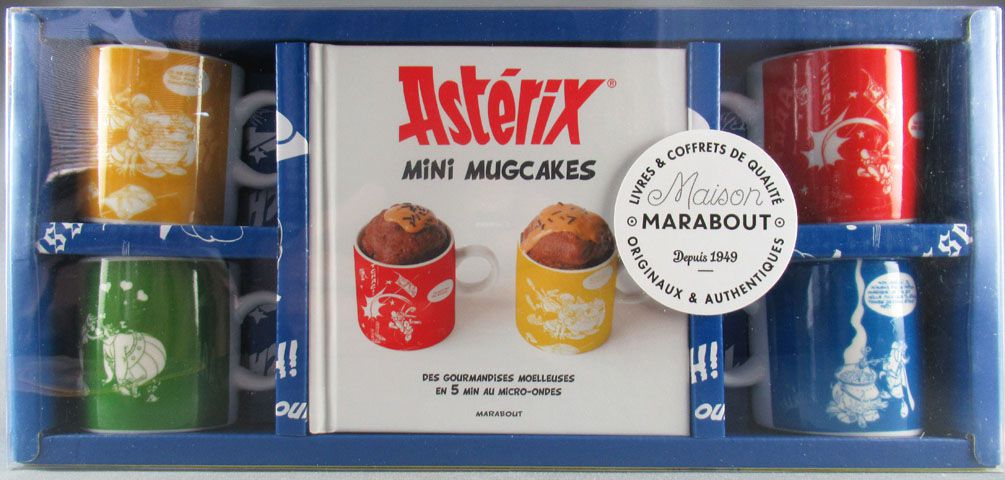 Astérix®
MiNi MUGCAKES
DES GOURMANDISES MOELLEUSES
EN 5 MIN AU MICRO-ONDES
MARABOUT
LIVRES & COFFRETS DE QUALITÉ
Maison
MARABOUT
Depuis 1949
ORIGINAUX & AUTHENTIQUES